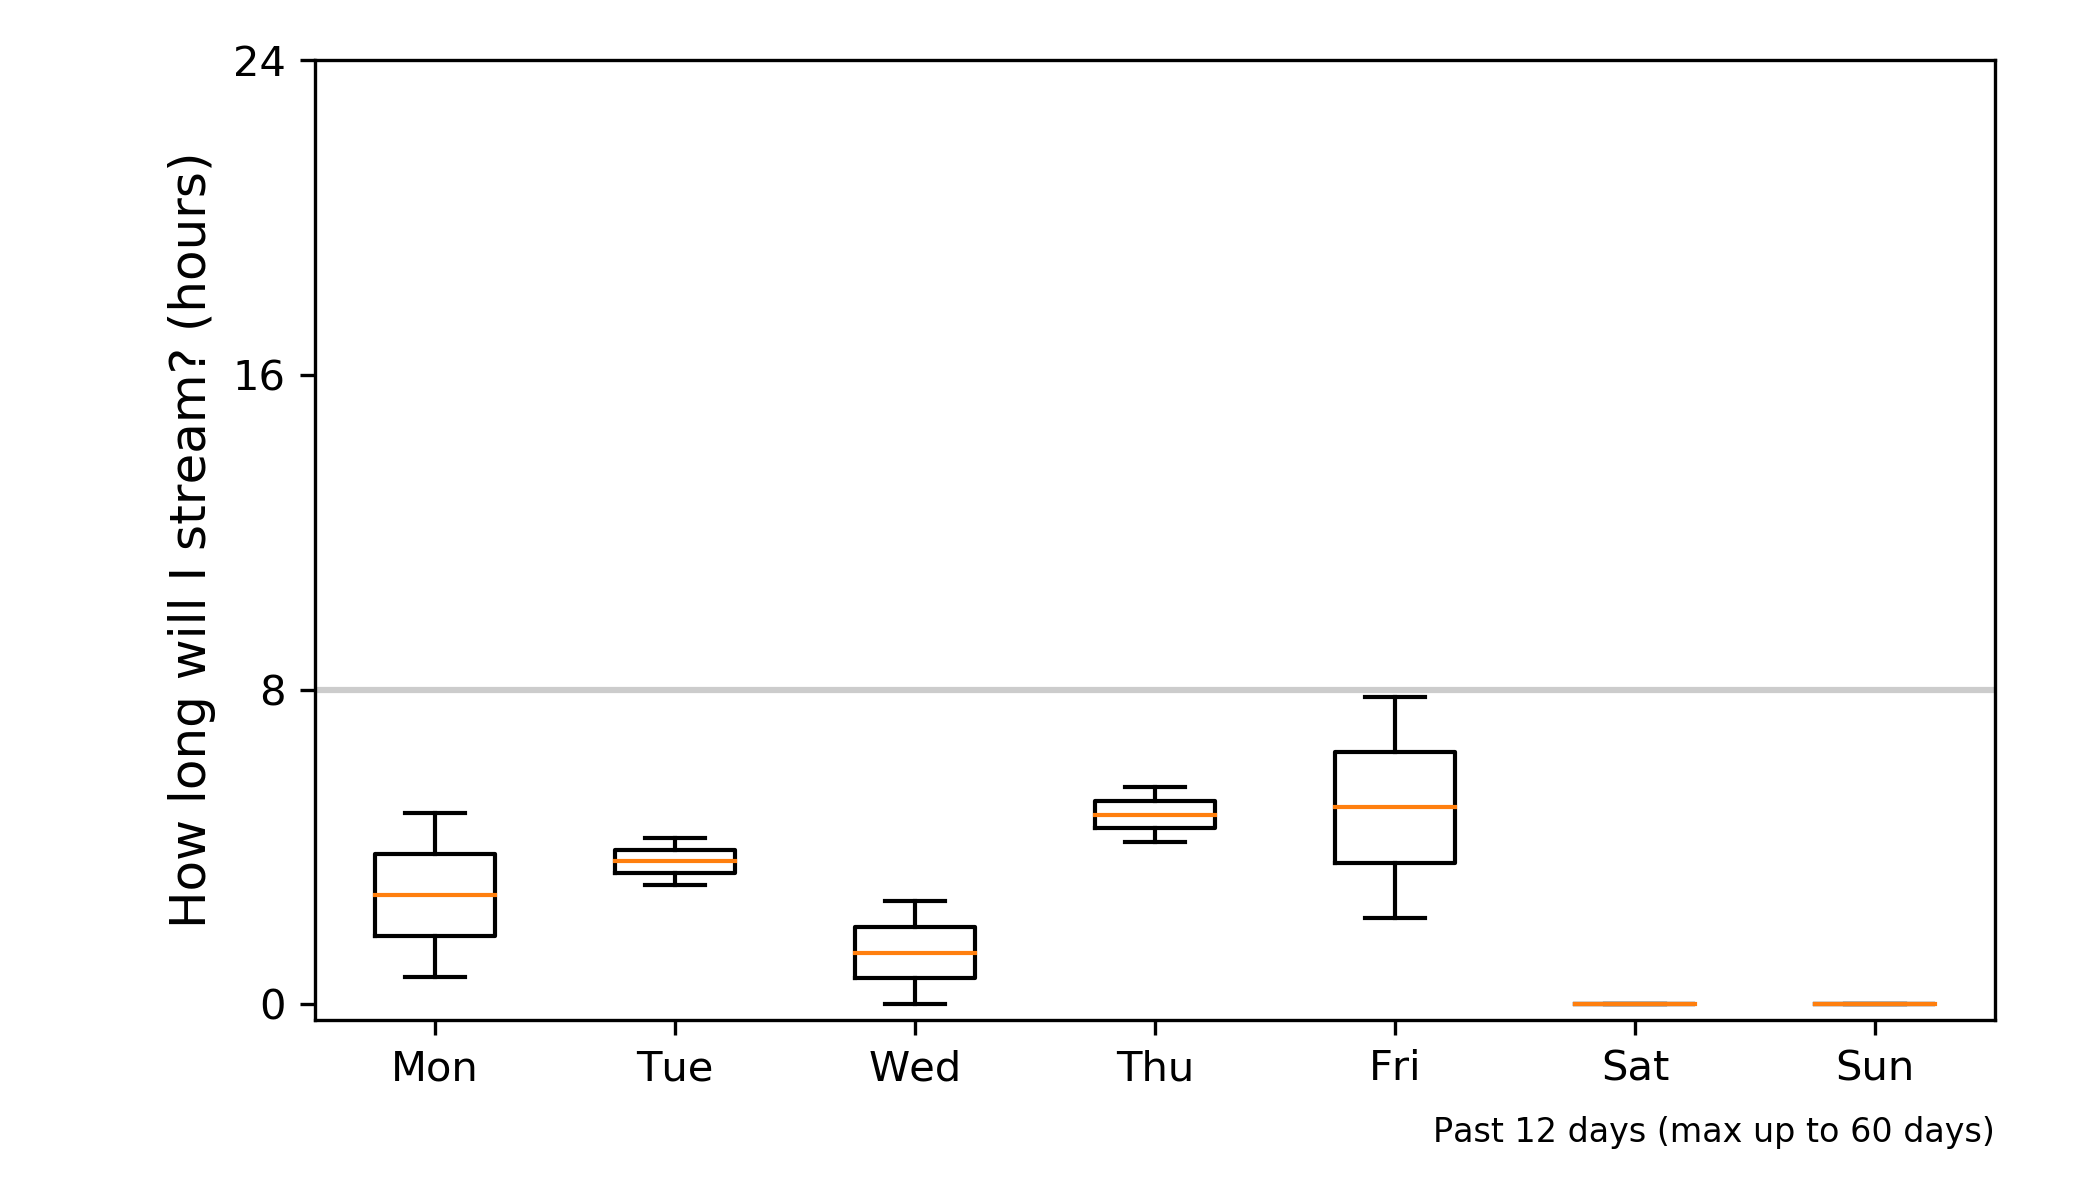 How long will I stream? (hours)
24
16
8
0
Mon Tue Wed Thu Fri Sat Sun
Past 12 days (max up to 60 days)